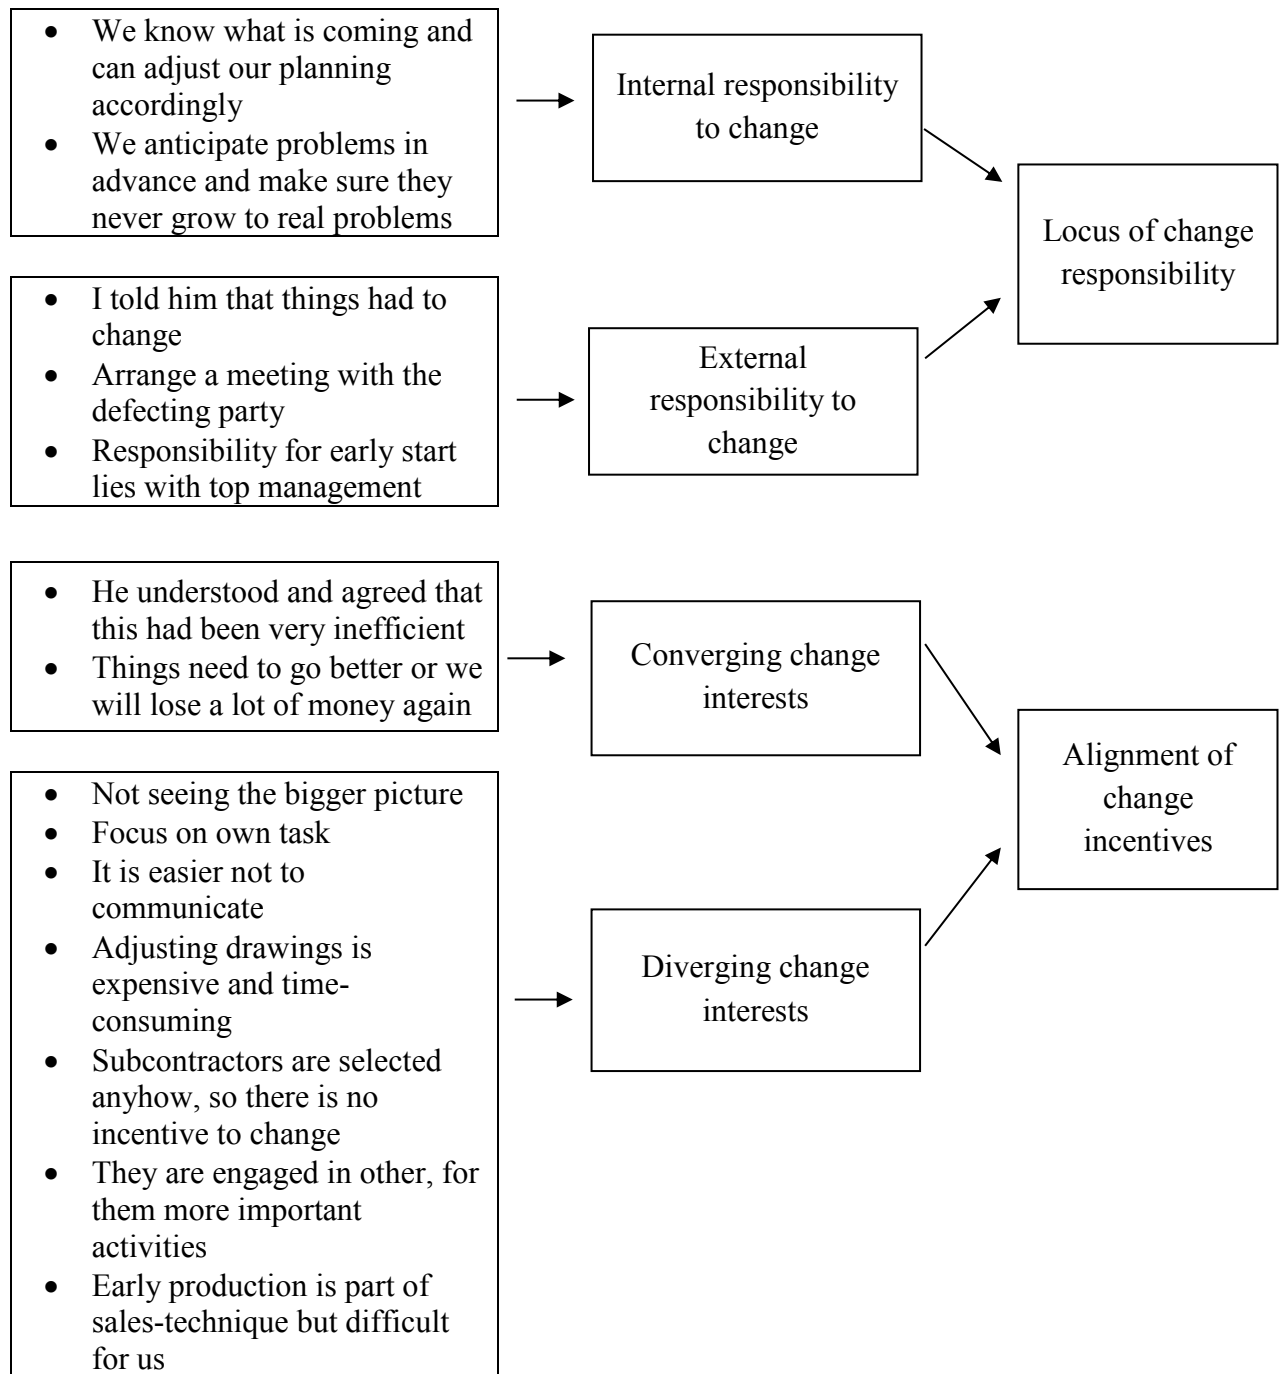 • We know what is coming and
can adjust our planning
accordingly
• We anticipate problems in
advance and make sure they
never grow to real problems
Internal responsibility
to change
Locus of change
responsibility
• I told him that things had to
change
• Arrange a meeting with the
defecting party
• Responsibility for early start
lies with top management
External
responsibility to
change
• He understood and agreed that
this had been very inefficient
• Things need to go better or we
will lose a lot of money again
Converging change
interests
Alignment of
change
incentives
• Not seeing the bigger picture
• Focus on own task
• It is easier not to
communicate
• Adjusting drawings is
expensive and time-
consuming
• Subcontractors are selected
anyhow, so there is no
incentive to change
• They are engaged in other, for
them more important
activities
• Early production is part of
sales-technique but difficult
for us
Diverging change
interests